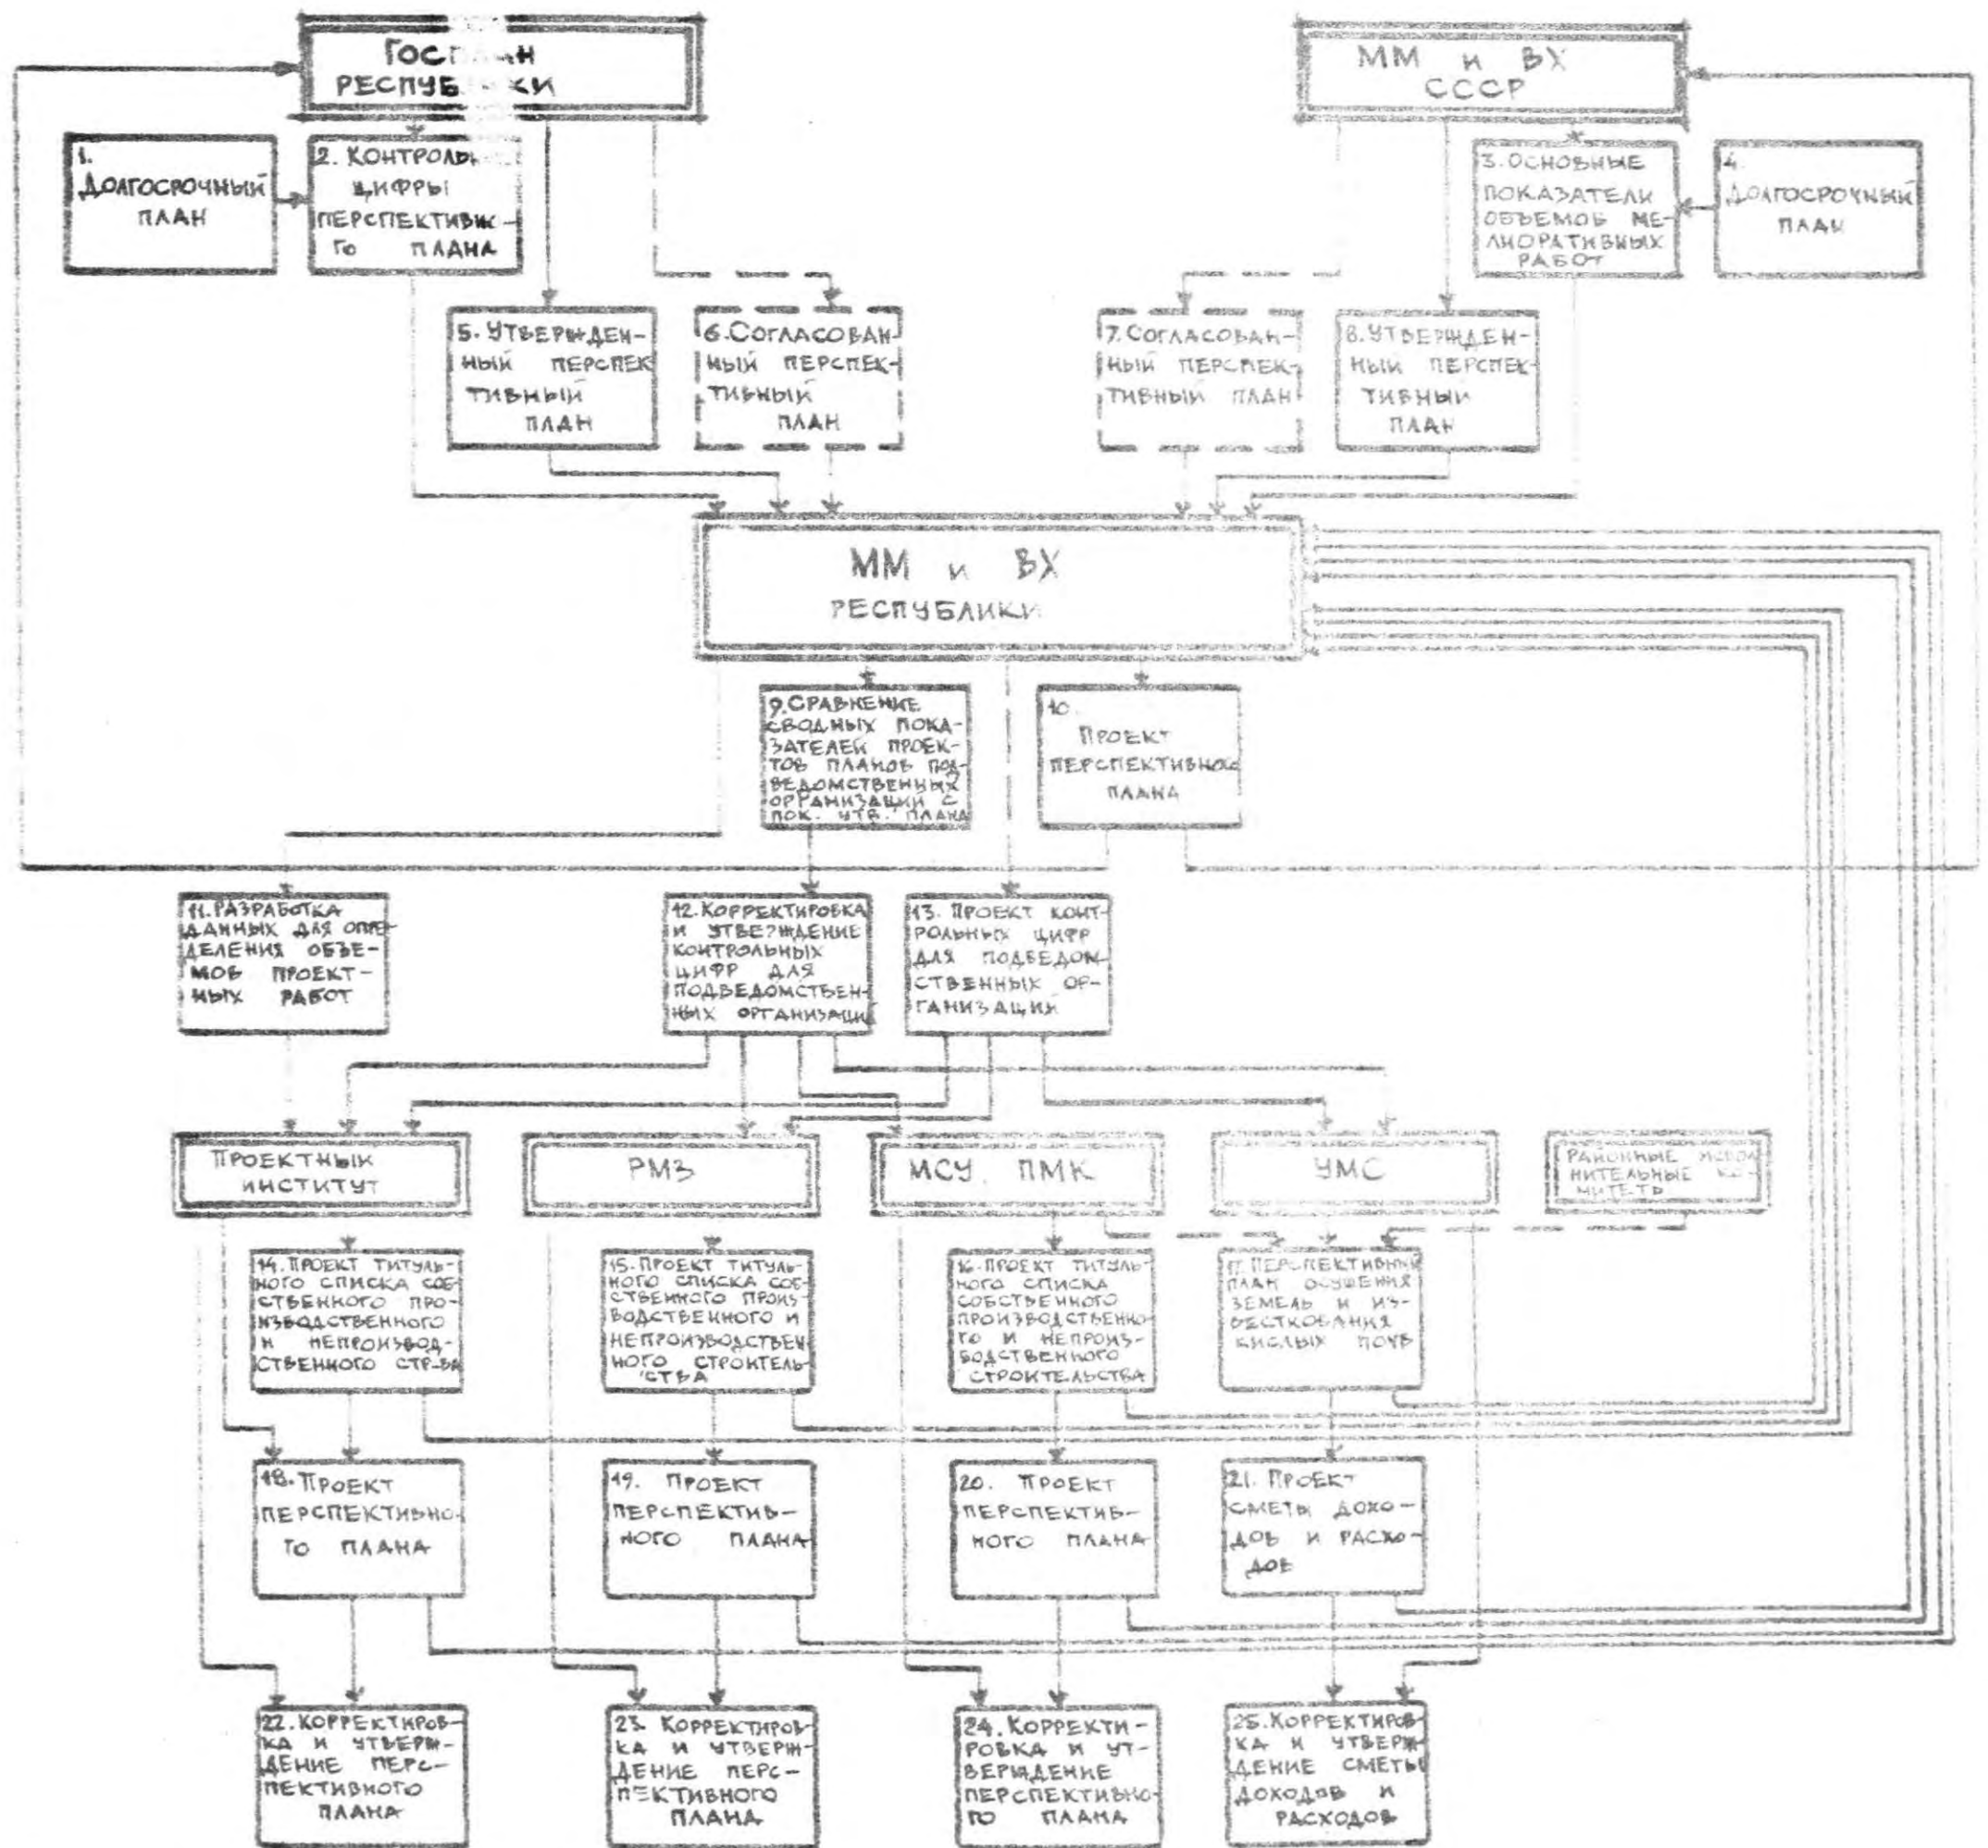 ГОСПЛАН
РЕСПУБЛИКИ
ММ и ВХ
СССР
1.
ДОЛГОСРОЧНЫЙ
ПЛАН
2. КОНТРОЛЬН
ЦИФРЫ
ПЕРСПЕКТИВНО-
ГО ПЛАНА
3. ОСНОВНЫЕ
ПОКАЗАТЕЛИ
ОБЪЕМОВ МЕ-
ЛИОРАТИВНЫХ
РАБОТ
4.
ДОЛГОСРОЧНЫЙ
ПЛАН
5. УТВЕРЖДЕН-
НЫЙ ПЕРСПЕК
ТИВНЫЙ
ПЛАН
6. СОГЛАСОВАН-
НЫЙ ПЕРСПЕК-
ТИВНЫЙ
ПЛАН
7. СОГЛАСОВАН-
НЫЙ ПЕРСПЕК-
ТИВНЫЙ ПЛАН
8. УТВЕРЖДЕН-
НЫЙ ПЕРСПЕК-
ТИВНЫЙ
ПЛАН
ММ и ВХ
РЕСПУБЛИКИ
9. СРАВНЕНИЕ
СВОДНЫХ ПОКА-
ЗАТЕЛЕЙ ПРОЕК-
ТОВ ПЛАНОВ ПОД-
ВЕДОМСТВЕННЫХ
ОРГАНИЗАЦИЙ С
ПОК. УТВ. ПЛАНА
10.
ПРОЕКТ
ПЕРСПЕКТИВНОГО
ПЛАНА
11. РАЗРАБОТКА
ДАННЫХ ДЛЯ ОПРЕ-
ДЕЛЕНИЯ ОБЪЕ-
МОВ ПРОЕКТ-
НЫХ РАБОТ
12. КОРРЕКТИРОВКА
И УТВЕРЖДЕНИЕ
КОНТРОЛЬНЫХ
ЦИФР ДЛЯ
ПОДВЕДОМСТВЕН-
НЫХ ОРГАНИЗАЦИЙ
13. ПРОЕКТ КОНТ-
РОЛЬНЫХ ЦИФР
ДЛЯ ПОДВЕДОМ-
СТВЕННЫХ ОР-
ГАНИЗАЦИЙ
ПРОЕКТНЫЙ
ИНСТИТУТ
РМЗ
МСУ, ПМК
УМС
РАЙОННЫЕ ИСПОЛ
НИТЕЛЬНЫЕ КО-
МИТЕТЫ
14. ПРОЕКТ ТИТУЛЬ-
НОГО СПИСКА СОБ-
СТВЕННОГО ПРО-
ИЗВОДСТВЕННОГО
И НЕПРОИЗВОД-
СТВЕННОГО СТР-ВА
15. ПРОЕКТ ТИТУЛЬ-
НОГО СПИСКА СОБ-
СТВЕННОГО ПРОИЗ-
ВОДСТВЕННОГО И
НЕПРОИЗВОДСТВЕН-
НОГО СТРОИТЕЛЬ-
СТВА
16. ПРОЕКТ ТИТУЛЬ-
НОГО СПИСКА
СОБСТВЕННОГО
ПРОИЗВОДСТВЕННО-
ГО И НЕПРОИЗ-
ВОДСТВЕННОГО
СТРОИТЕЛЬСТВА
17. ПЕРСПЕКТИВНЫЙ
ПЛАН ОСУШЕНИЯ
ЗЕМЕЛЬ И ИЗ-
ВЕСТКОВАНИЯ
КИСЛЫХ ПОЧВ
18. ПРОЕКТ
ПЕРСПЕКТИВНО-
ГО ПЛАНА
19. ПРОЕКТ
ПЕРСПЕКТИВ-
НОГО ПЛАНА
20. ПРОЕКТ
ПЕРСПЕКТИВ-
НОГО ПЛАНА
21. ПРОЕКТ
СМЕТЫ ДОХО-
ДОВ И РАСХО-
ДОВ
22. КОРРЕКТИРОВ-
КА И УТВЕРЖ-
ДЕНИЕ ПЕРС-
ПЕКТИВНОГО
ПЛАНА
23. КОРРЕКТИРОВ-
КА И УТВЕРЖ-
ДЕНИЕ ПЕРС-
ПЕКТИВНОГО
ПЛАНА
24. КОРРЕКТИ-
РОВКА И УТ-
ВЕРЖДЕНИЕ
ПЕРСПЕКТИВНО-
ГО ПЛАНА
25. КОРРЕКТИРОВ-
КА И УТВЕРЖ-
ДЕНИЕ СМЕТЫ
ДОХОДОВ И
РАСХОДОВ